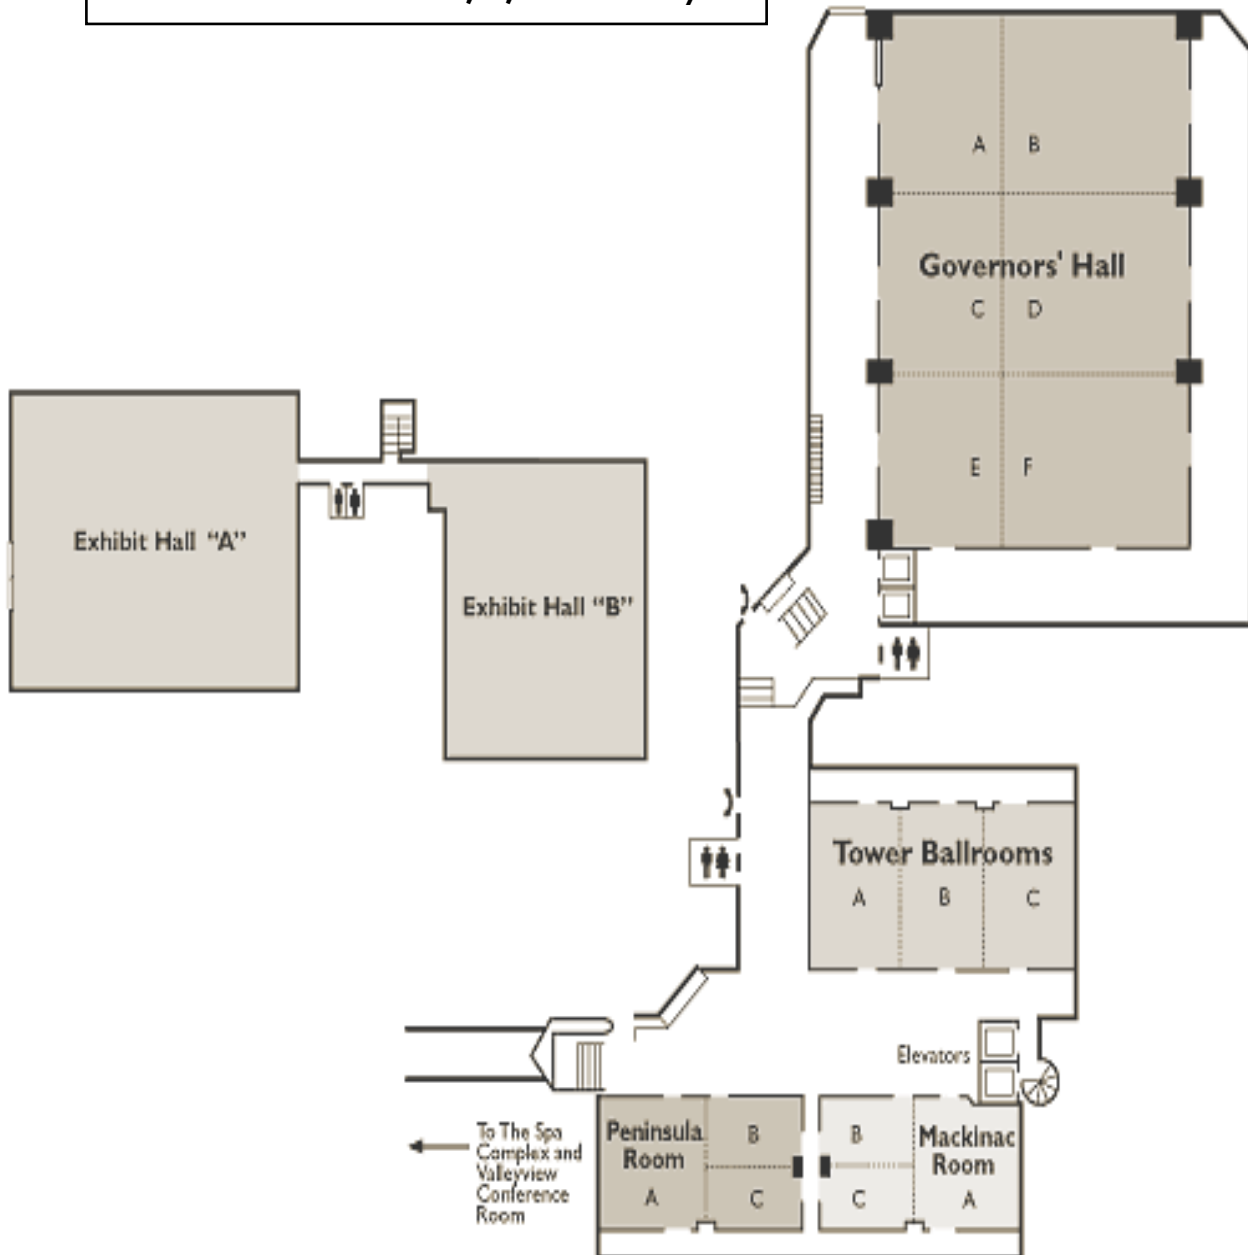 A B
Governors' Hall
C D
E F
Exhibit Hall "A"
Exhibit Hall "B"
Tower Ballrooms
A B C
Elevators
To The Spa
Complex and
Valleyview
Conference
Room
Peninsula
Room
A
B
C
B
C
Mackinac
Room
A